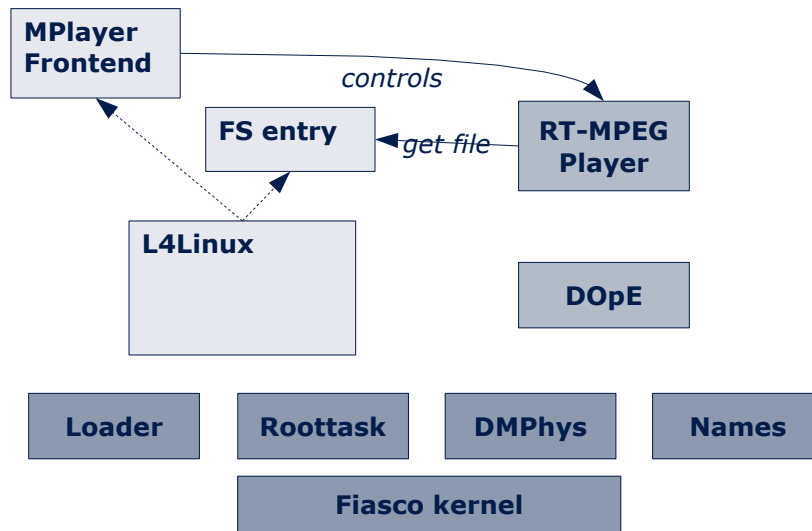 MPlayer
Frontend
controls
FS entry
get file
RT-MPEG
Player
L4Linux
DOpE
Loader
Roottask
DMPhys
Names
Fiasco kernel